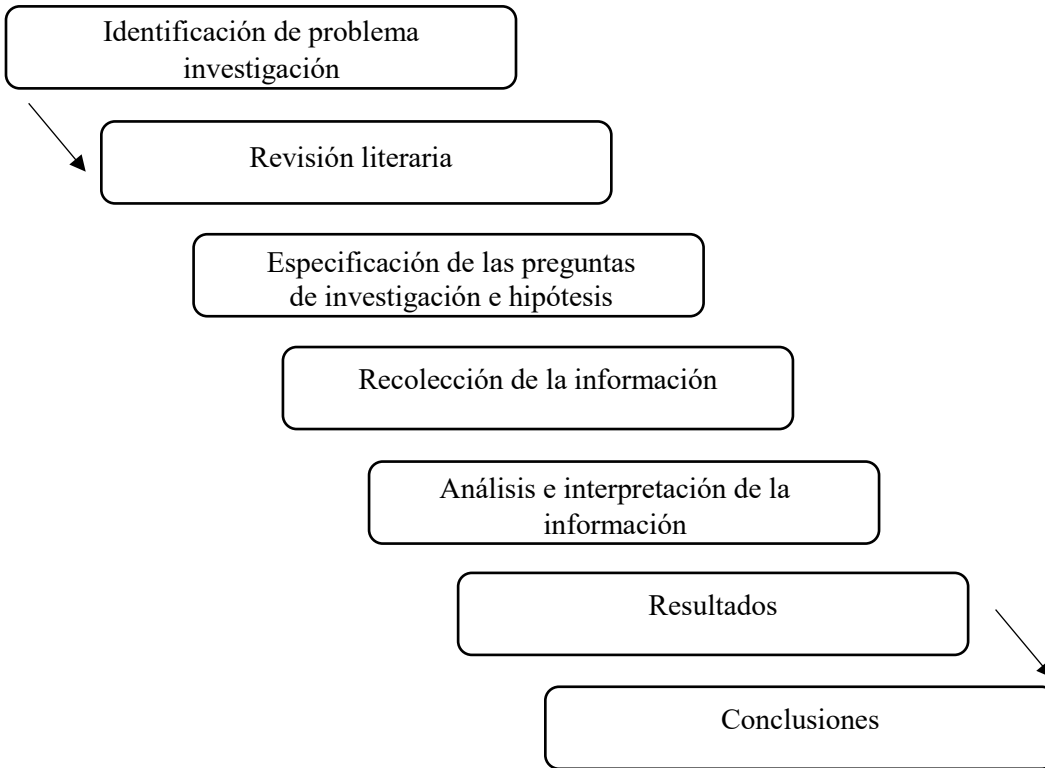 Identificación de problema
investigación
Revisión literaria
Especificación de las preguntas
de investigación e hipótesis
Recolección de la información
Análisis e interpretación de la
información
Resultados
Conclusiones